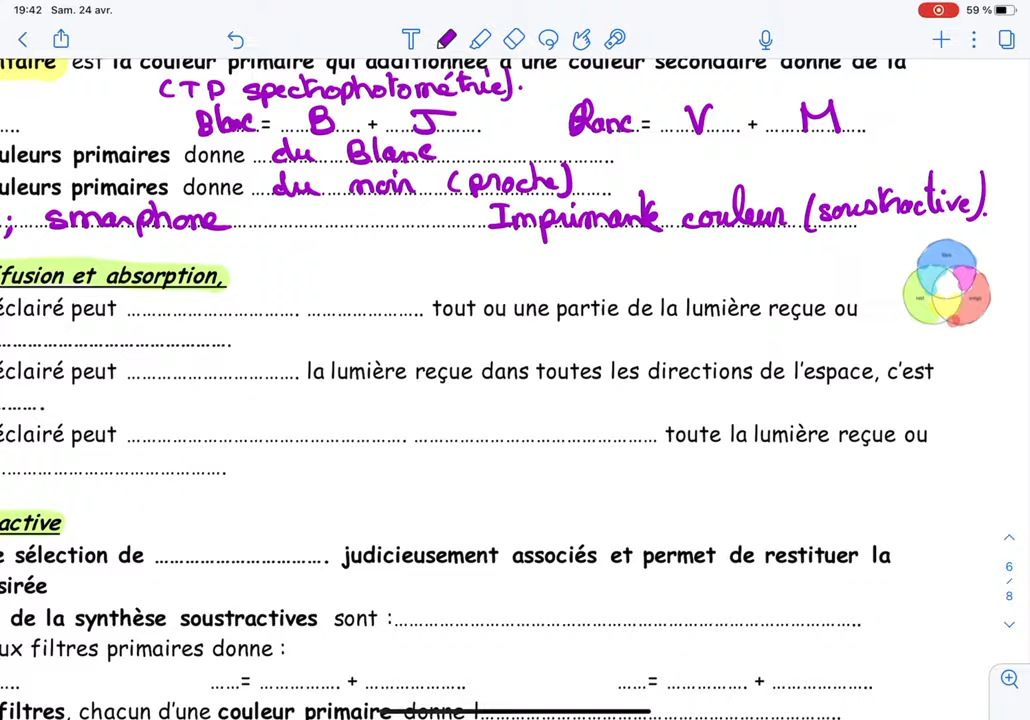 19:42 Sam. 24 avr. 59 %
ntaire est la couleur primaire qui additionnée à une couleur secondaire donne de la
CTP spectrophotométrie).
..... Blanc.= ......B..... + .....J........ Blanc.= ......V..... + .....M.....
uleurs primaires donne ...du Blanc..............................
uleurs primaires donne ...du noir (proche)......
; smarphone.......................................... Imprimante couleur (soustractive).
bleu
vert rouge
ffusion et absorption,
éclairé peut ............................. ..................... tout ou une partie de la lumière reçue ou
........................................
éclairé peut .............................. la lumière reçue dans toutes les directions de l'espace, c'est
........
éclairé peut ................................................ .......................................... toute la lumière reçue ou
.......................................
active
e sélection de ............................. judicieusement associés et permet de restituer la
sirée
de la synthèse soustractives sont :................................................................................
ux filtres primaires donne :
.... .....= .............. + .................. .....= .............. + ..................
filtres, chacun d'une couleur primaire donne l..............................................................
6
/
8